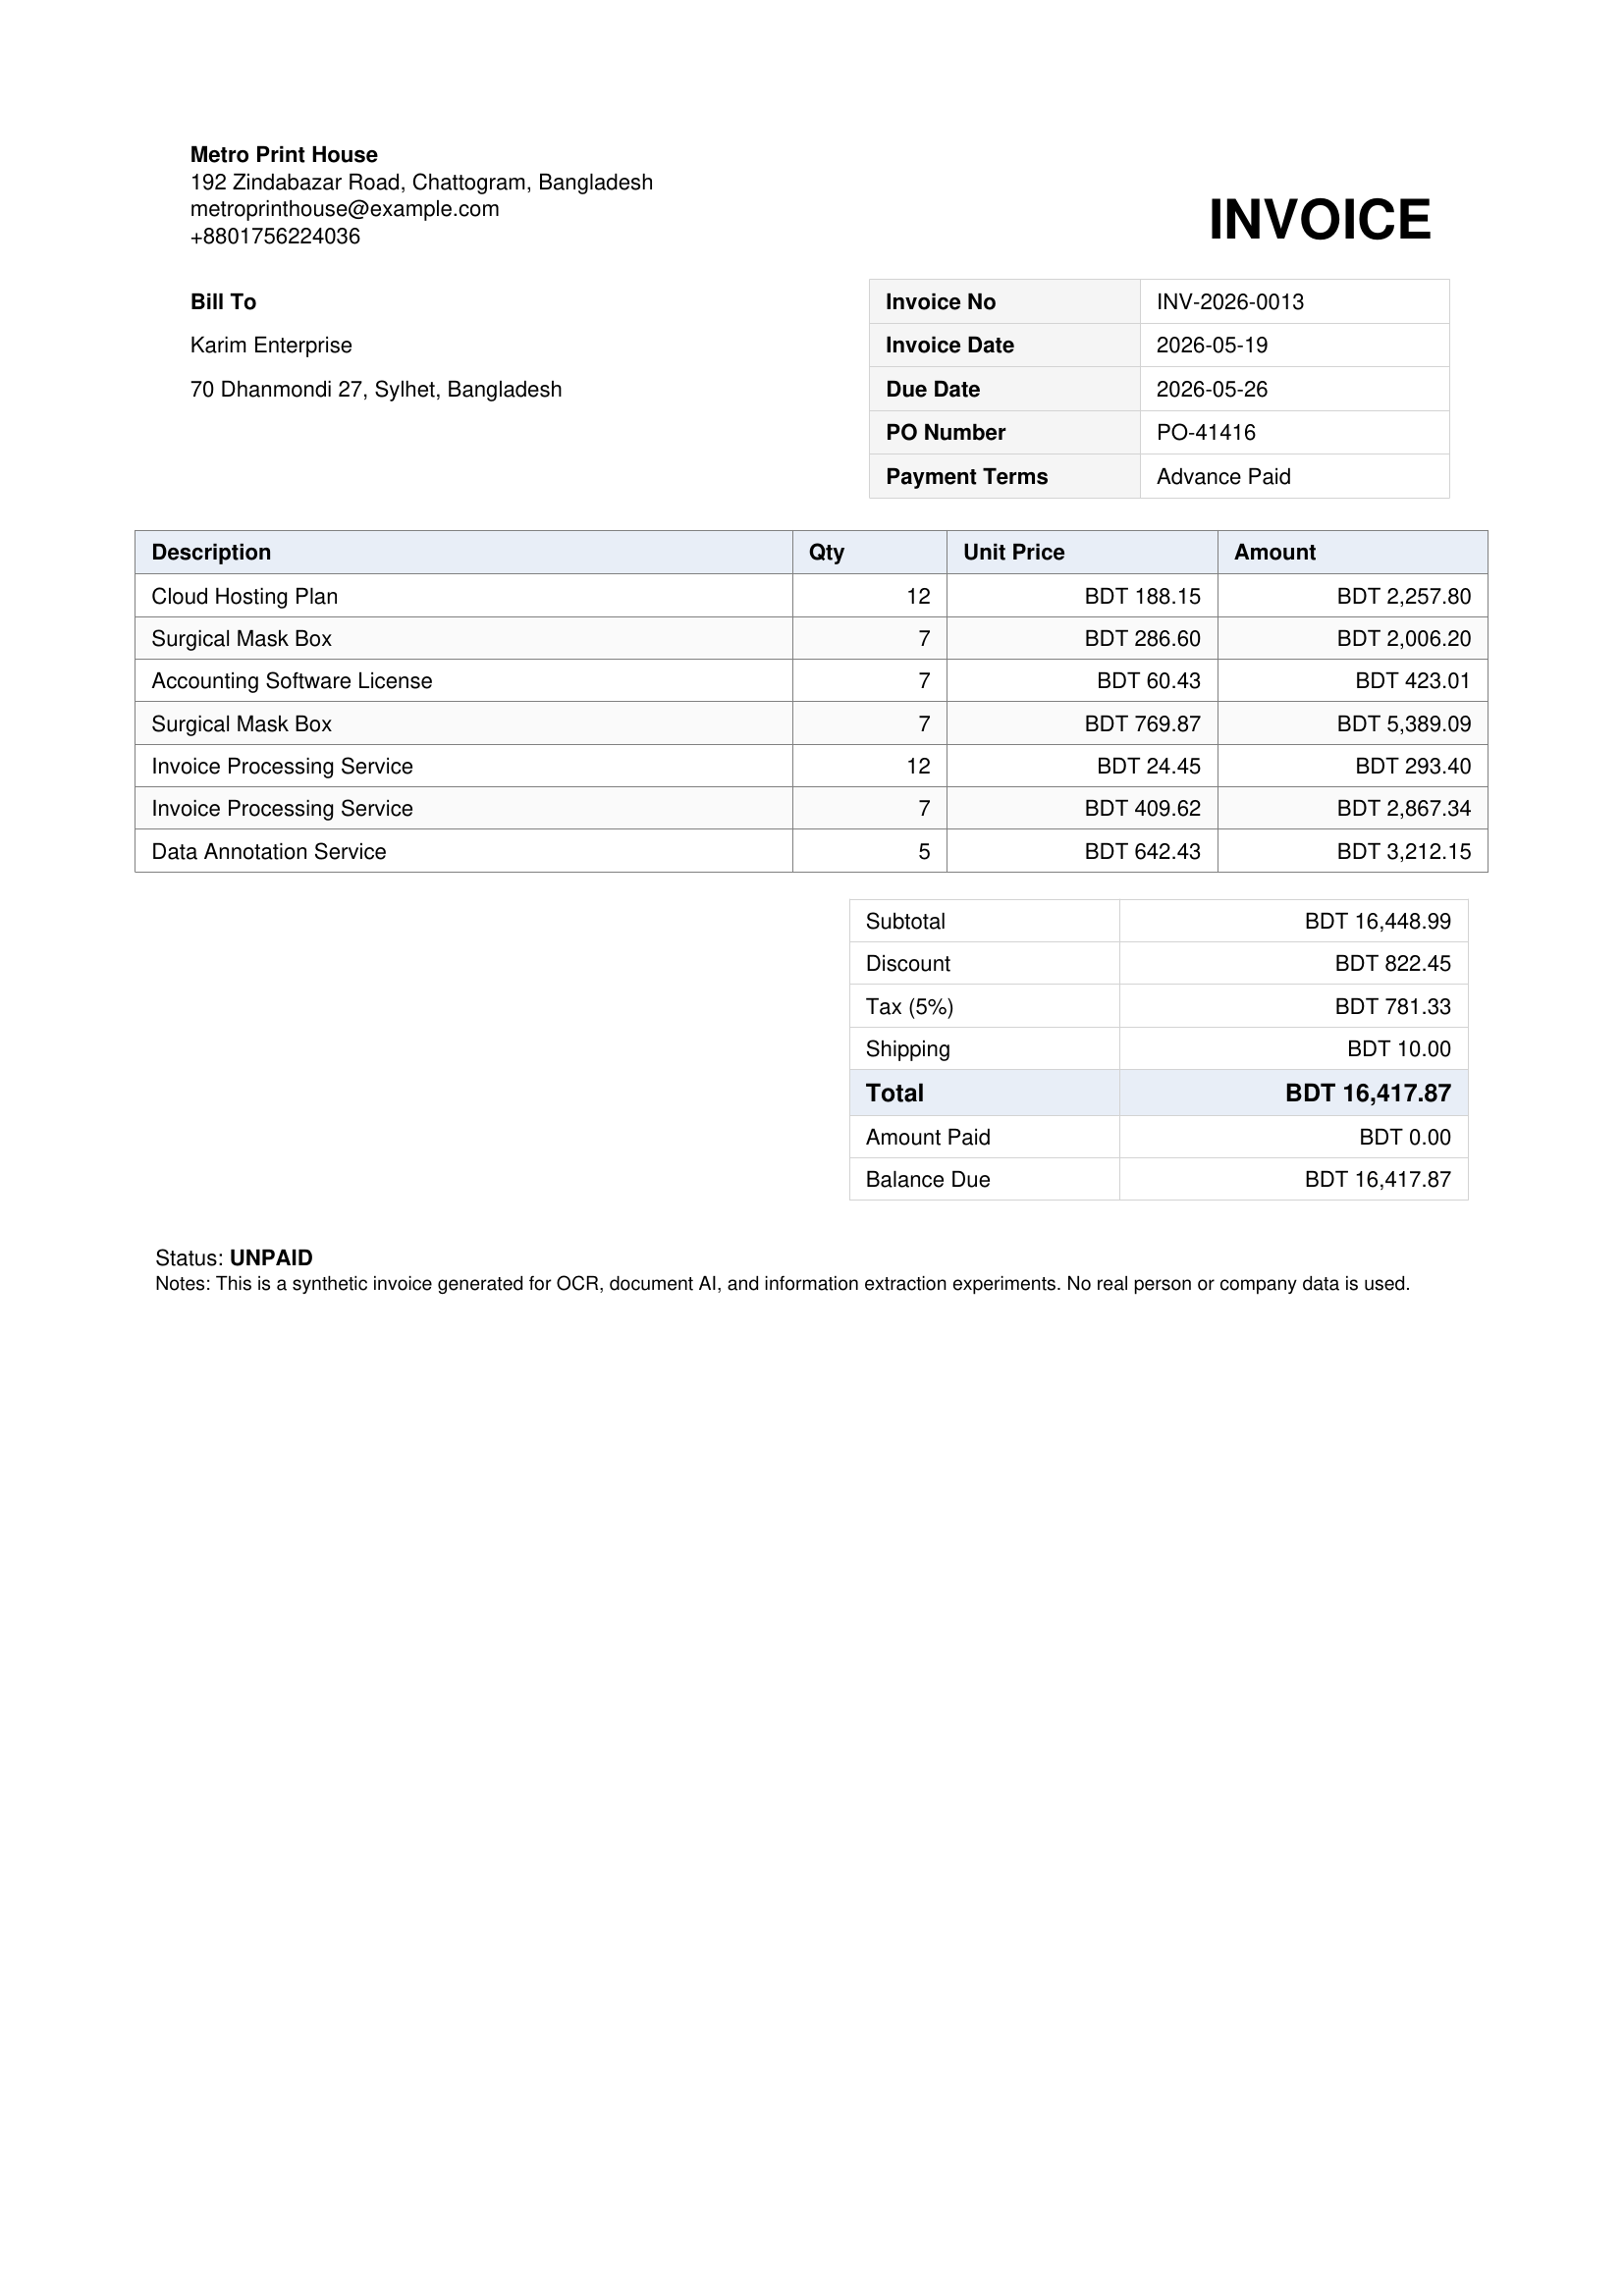 Metro Print House
192 Zindabazar Road, Chattogram, Bangladesh
metroprinthouse@example.com
+8801756224036
INVOICE
Bill To
Karim Enterprise
70 Dhanmondi 27, Sylhet, Bangladesh
Invoice No INV-2026-0013
Invoice Date 2026-05-19
Due Date 2026-05-26
PO Number PO-41416
Payment Terms Advance Paid
Description Qty Unit Price Amount
Cloud Hosting Plan 12 BDT 188.15 BDT 2,257.80
Surgical Mask Box 7 BDT 286.60 BDT 2,006.20
Accounting Software License 7 BDT 60.43 BDT 423.01
Surgical Mask Box 7 BDT 769.87 BDT 5,389.09
Invoice Processing Service 12 BDT 24.45 BDT 293.40
Invoice Processing Service 7 BDT 409.62 BDT 2,867.34
Data Annotation Service 5 BDT 642.43 BDT 3,212.15
Subtotal BDT 16,448.99
Discount BDT 822.45
Tax (5%) BDT 781.33
Shipping BDT 10.00
Total BDT 16,417.87
Amount Paid BDT 0.00
Balance Due BDT 16,417.87
Status: UNPAID
Notes: This is a synthetic invoice generated for OCR, document AI, and information extraction experiments. No real person or company data is used.